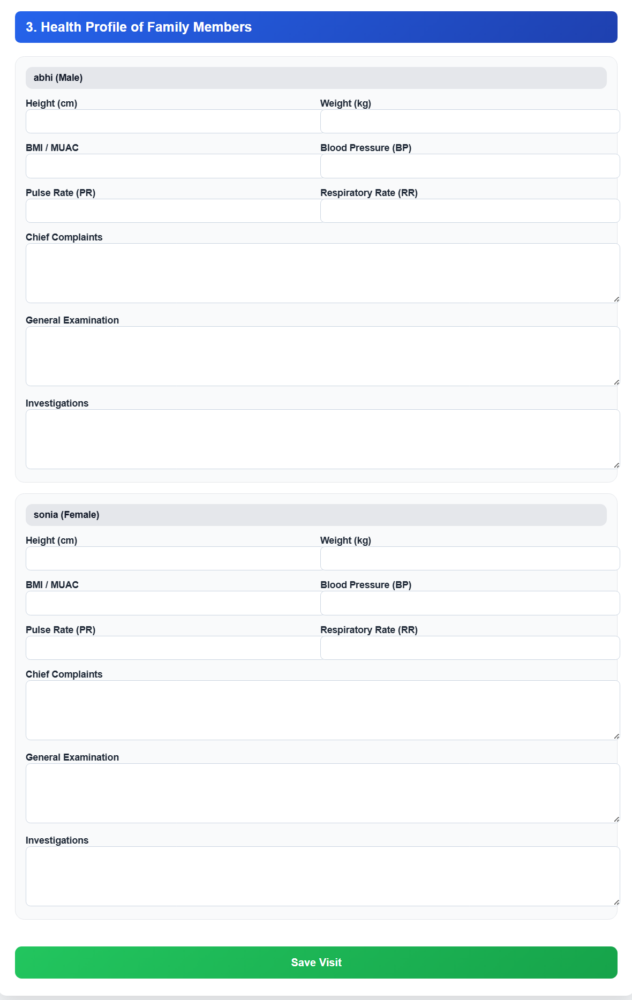 3. Health Profile of Family Members
abhi (Male)
Height (cm) Weight (kg)
BMI / MUAC Blood Pressure (BP)
Pulse Rate (PR) Respiratory Rate (RR)
Chief Complaints
General Examination
Investigations
sonia (Female)
Height (cm) Weight (kg)
BMI / MUAC Blood Pressure (BP)
Pulse Rate (PR) Respiratory Rate (RR)
Chief Complaints
General Examination
Investigations
Save Visit